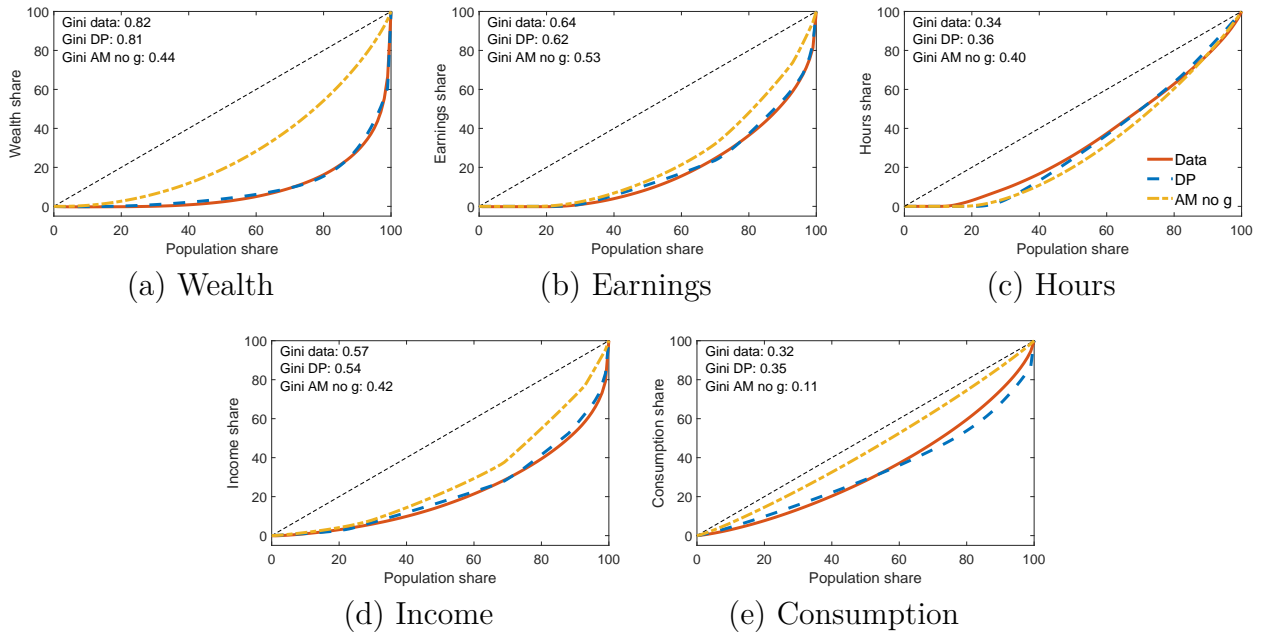 Gini data: 0.82
Gini DP: 0.81
Gini AM no g: 0.44
100
80
60
40
20
0
Wealth share
0 20 40 60 80 100
Population share
(a) Wealth
Gini data: 0.64
Gini DP: 0.62
Gini AM no g: 0.53
100
80
60
40
20
0
Earnings share
0 20 40 60 80 100
Population share
(b) Earnings
Gini data: 0.34
Gini DP: 0.36
Gini AM no g: 0.40
100
80
60
40
20
0
Hours share
Data
DP
AM no g
0 20 40 60 80 100
Population share
(c) Hours
Gini data: 0.57
Gini DP: 0.54
Gini AM no g: 0.42
100
80
60
40
20
0
Income share
0 20 40 60 80 100
Population share
(d) Income
Gini data: 0.32
Gini DP: 0.35
Gini AM no g: 0.11
100
80
60
40
20
0
Consumption share
0 20 40 60 80 100
Population share
(e) Consumption